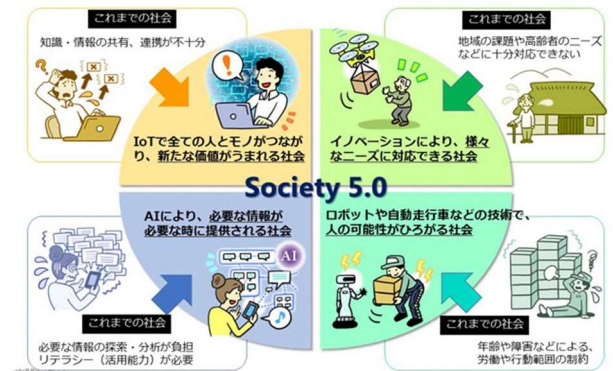 これまでの社会
知識・情報の共有、連携が不十分
IoTで全ての人とモノがつなが
り、新たな価値がうまれる社会
これまでの社会
地域の課題や高齢者のニーズ
などに十分対応できない
イノベーションにより、様々
なニーズに対応できる社会
Society 5.0
AIにより、必要な情報が
必要な時に提供される社会
AI
これまでの社会
必要な情報の探索・分析が負担
リテラシー（活用能力）が必要
ロボットや自動走行車などの技術で、
人の可能性がひろがる社会
これまでの社会
年齢や障害などによる、
労働や行動範囲の制約